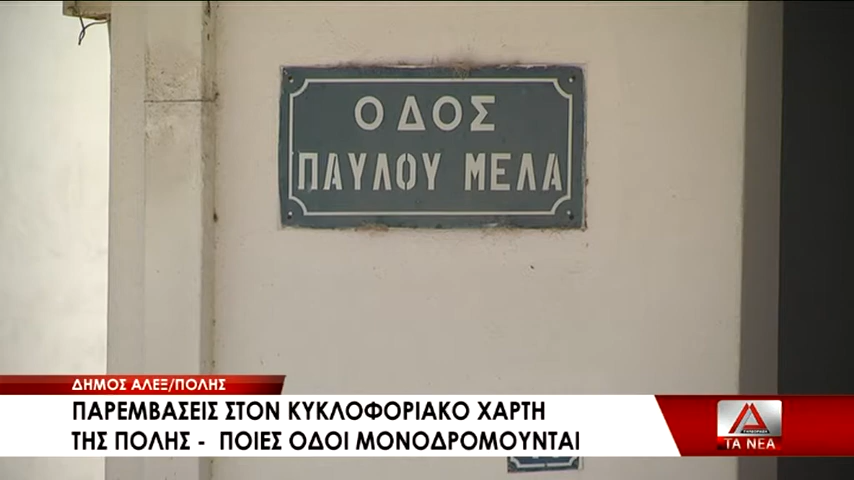 ΟΔΟΣ
ΠΑΥΛΟΥ ΜΕΛΑ
ΔΗΜΟΣ ΑΛΕΞ/ΠΟΛΗΣ
ΠΑΡΕΜΒΑΣΕΙΣ ΣΤΟΝ ΚΥΚΛΟΦΟΡΙΑΚΟ ΧΑΡΤΗ
ΤΗΣ ΠΟΛΗΣ - ΠΟΙΕΣ ΟΔΟΙ ΜΟΝΟΔΡΟΜΟΥΝΤΑΙ
ΤΑ ΝΕΑ